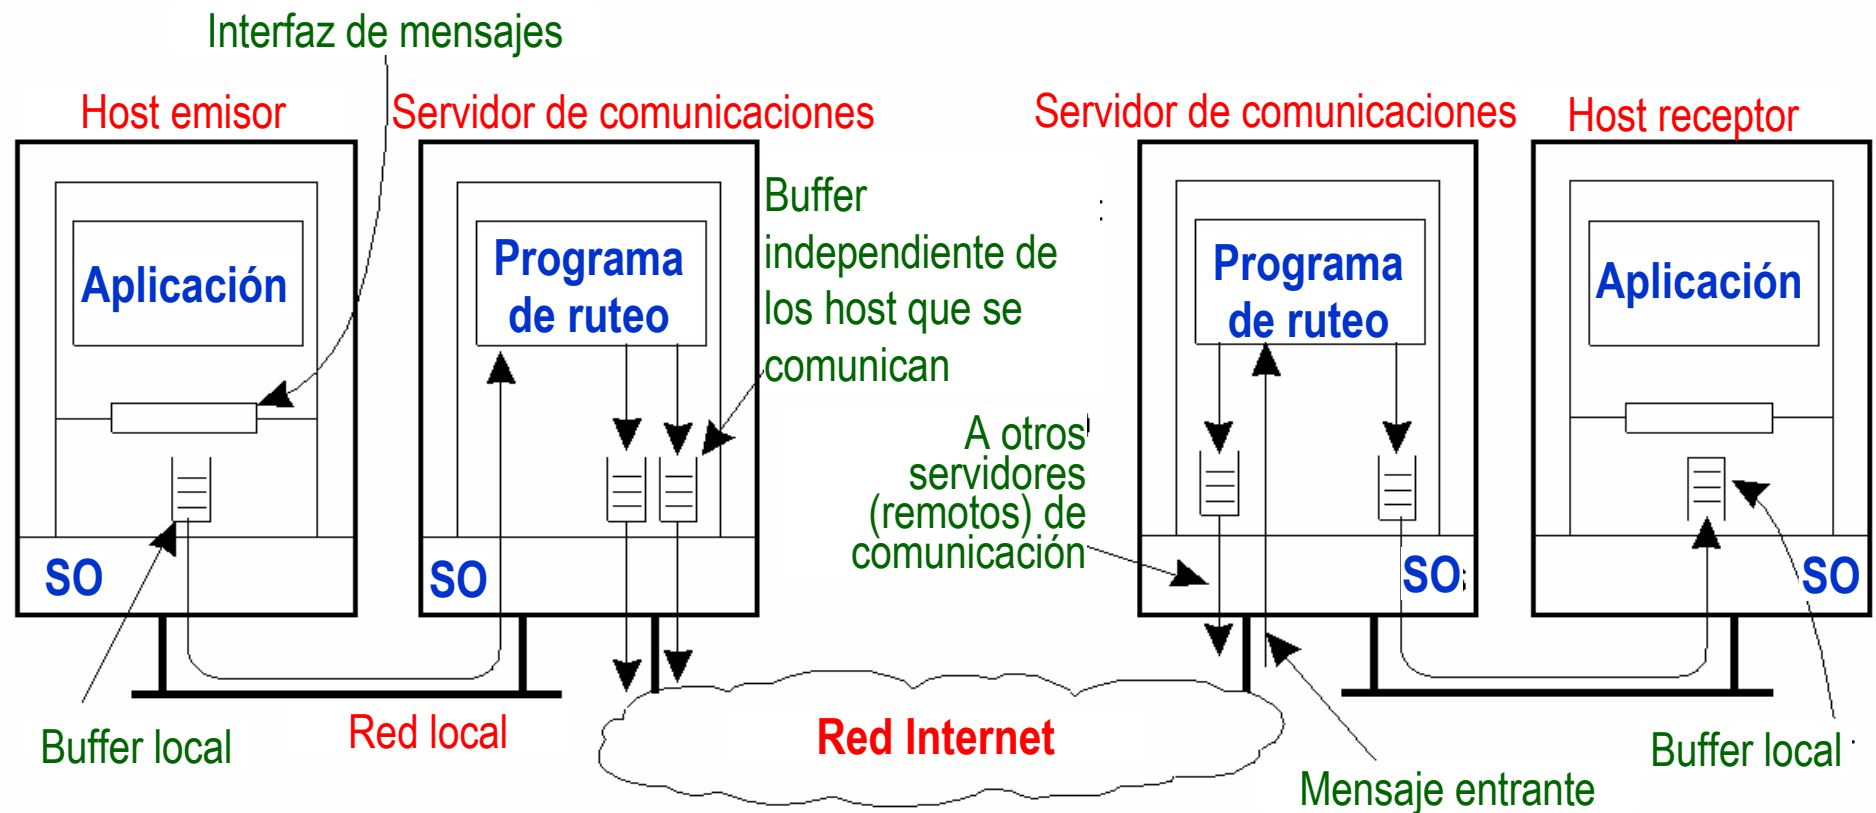 Interfaz de mensajes
Host emisor
Servidor de comunicaciones
Servidor de comunicaciones
Host receptor
Aplicación
Programa
de ruteo
Buffer
independiente de
los host que se
comunican
A otros
servidores
(remotos) de
comunicación
Programa
de ruteo
Aplicación
SO
SO
SO
SO
Buffer local
Red local
Red Internet
Mensaje entrante
Buffer local